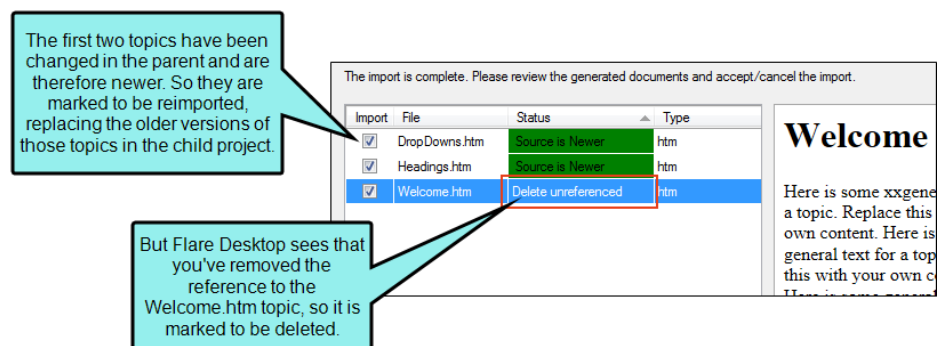 The first two topics have been
changed in the parent and are
therefore newer. So they are
marked to be reimported,
replacing the older versions of
those topics in the child project.
The import is complete. Please review the generated documents and accept/cancel the import.
Import File Status Type
DropDowns.htm Source is Newer htm
Headings.htm Source is Newer htm
Welcome.htm Delete unreferenced htm
Welcome
Here is some xxgene
a topic. Replace this
own content. Here is
general text for a top
this with your own co
Here is some general
But Flare Desktop sees that
you've removed the
reference to the
Welcome.htm topic, so it is
marked to be deleted.